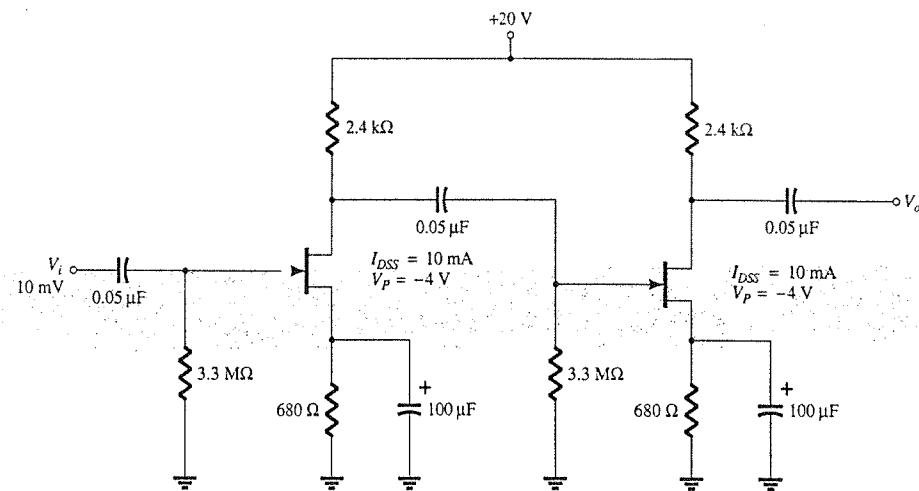 +20 V
2.4 kΩ
2.4 kΩ
0.05 μF
0.05 μF
V_o
V_i
10 mV
0.05 μF
I_DSS = 10 mA
V_P = −4 V
I_DSS = 10 mA
V_P = −4 V
3.3 MΩ
3.3 MΩ
680 Ω
+
100 μF
680 Ω
+
100 μF